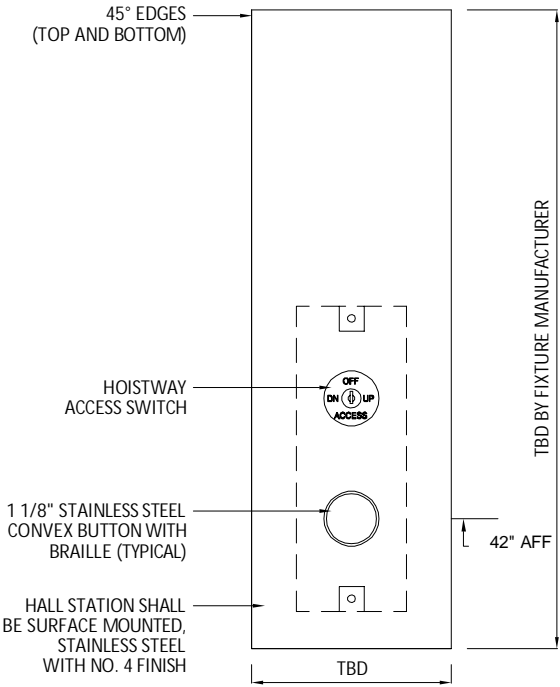 45° EDGES
(TOP AND BOTTOM)
TBD BY FIXTURE MANUFACTURER
HOISTWAY
ACCESS SWITCH
OFF
DN UP
ACCESS
1 1/8" STAINLESS STEEL
CONVEX BUTTON WITH
BRAILLE (TYPICAL)
42" AFF
HALL STATION SHALL
BE SURFACE MOUNTED,
STAINLESS STEEL
WITH NO. 4 FINISH
TBD